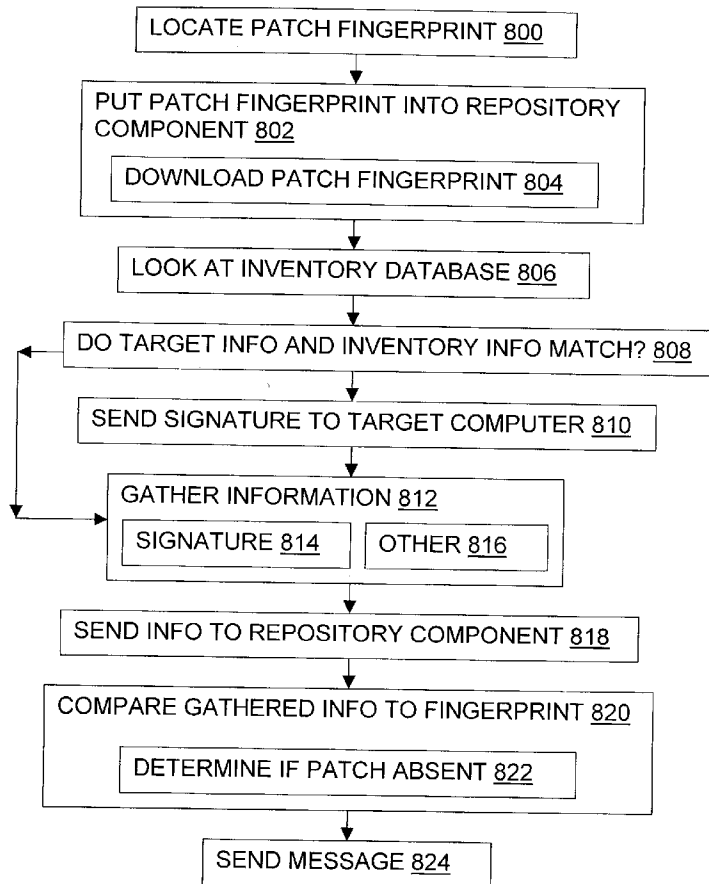 LOCATE PATCH FINGERPRINT 800
PUT PATCH FINGERPRINT INTO REPOSITORY
COMPONENT 802
DOWNLOAD PATCH FINGERPRINT 804
LOOK AT INVENTORY DATABASE 806
DO TARGET INFO AND INVENTORY INFO MATCH? 808
SEND SIGNATURE TO TARGET COMPUTER 810
GATHER INFORMATION 812
SIGNATURE 814
OTHER 816
SEND INFO TO REPOSITORY COMPONENT 818
COMPARE GATHERED INFO TO FINGERPRINT 820
DETERMINE IF PATCH ABSENT 822
SEND MESSAGE 824